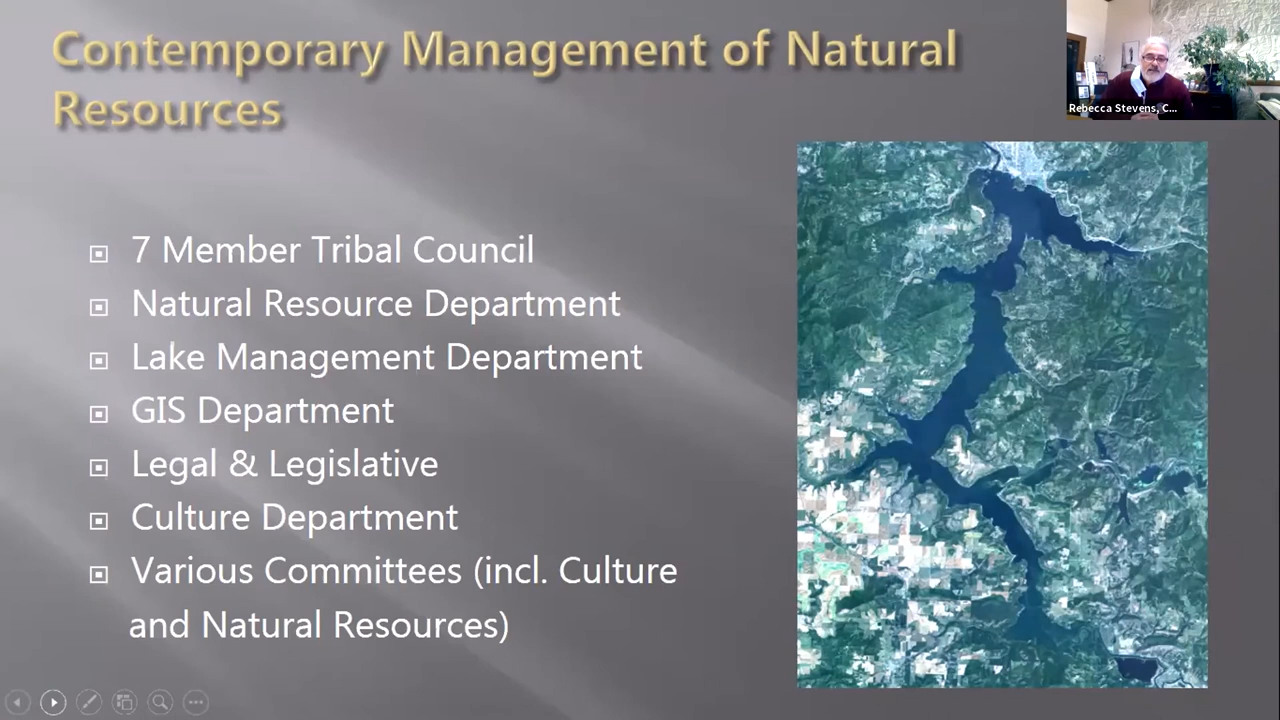 Contemporary Management of Natural
Resources
Rebecca Stevens, C...
7 Member Tribal Council
Natural Resource Department
Lake Management Department
GIS Department
Legal & Legislative
Culture Department
Various Committees (incl. Culture
and Natural Resources)